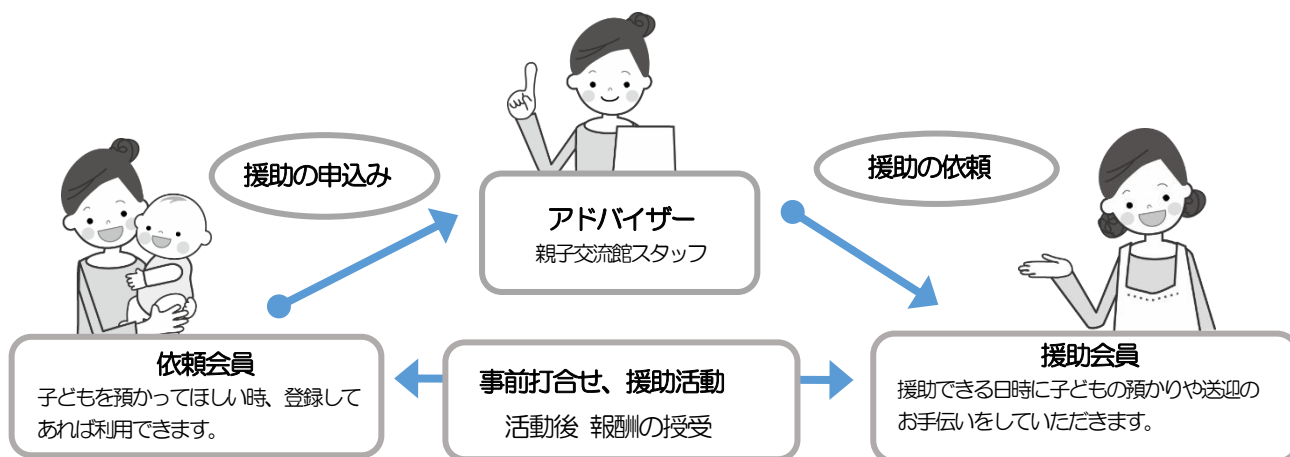 援助の申込み
アドバイザー
親子交流館スタッフ
援助の依頼
依頼会員
子どもを預かってほしい時、登録して
あれば利用できます。
事前打合せ、援助活動
活動後 報酬の授受
援助会員
援助できる日時に子どもの預かりや送迎の
お手伝いをしていただきます。